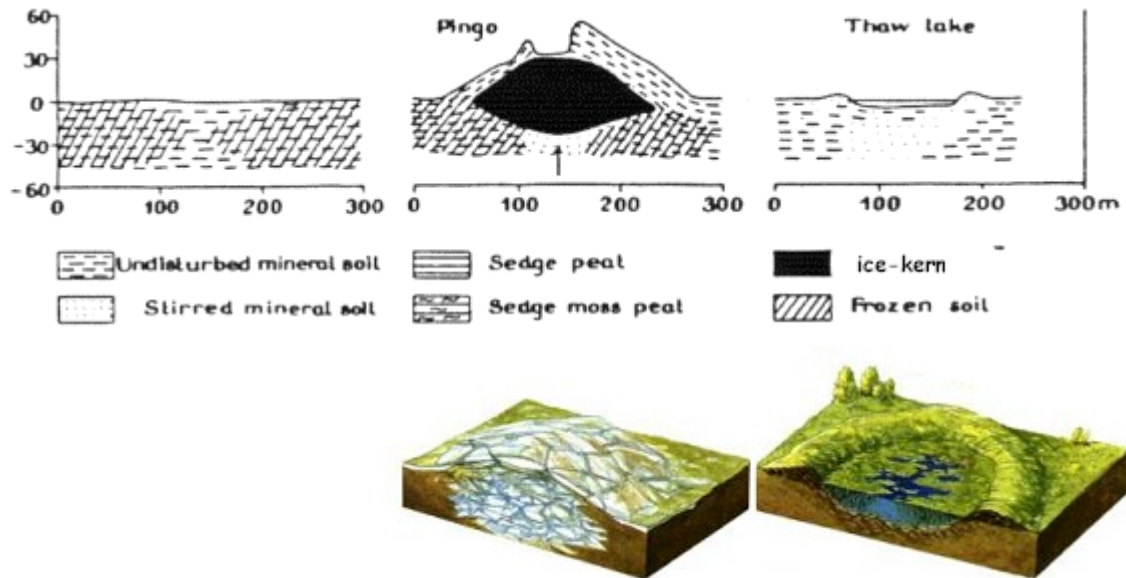 60
30
0
-30
-60
0 100 200 300
Pingo
0 100 200 300
Thaw lake
0 100 200 300 m
Undisturbed mineral soil
Stirred mineral soil
Sedge peat
Sedge moss peat
ice-kern
Frozen soil